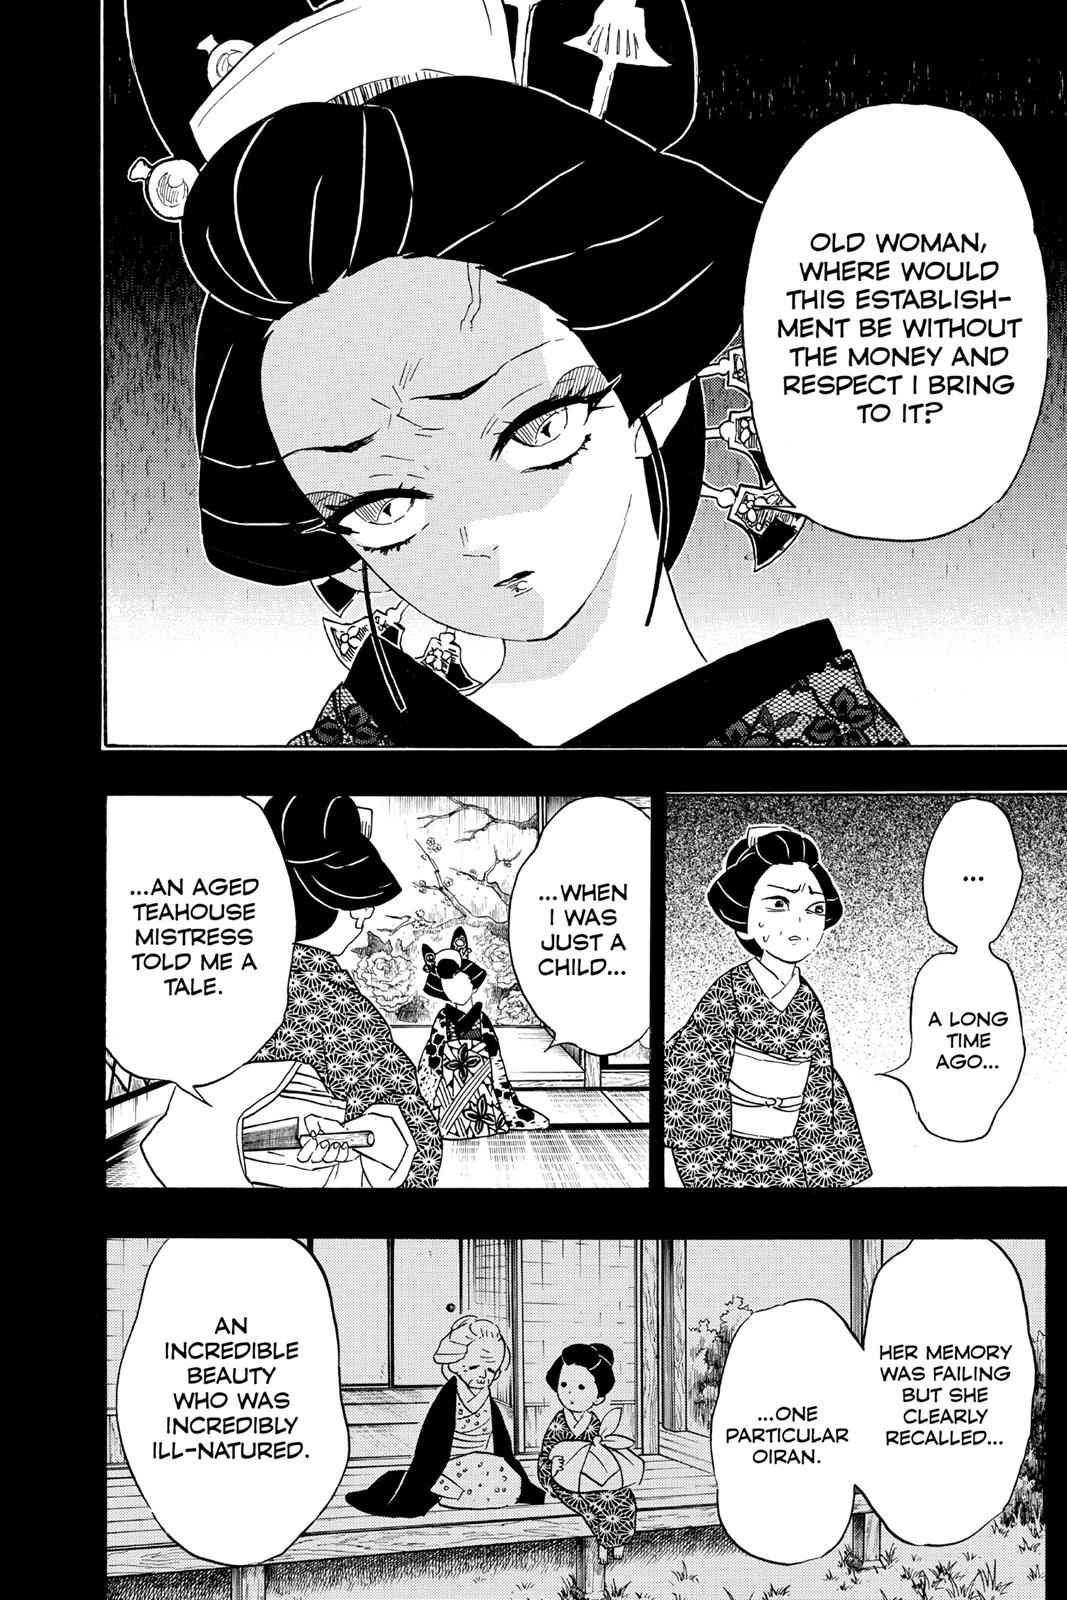 OLD WOMAN,
WHERE WOULD
THIS ESTABLISH-
MENT BE WITHOUT
THE MONEY AND
RESPECT I BRING
TO IT?
...
A LONG
TIME
AGO...
...WHEN
I WAS
JUST A
CHILD...
...AN AGED
TEAHOUSE
MISTRESS
TOLD ME A
TALE.
HER MEMORY
WAS FAILING
BUT SHE
CLEARLY
RECALLED...
...ONE
PARTICULAR
OIRAN.
AN
INCREDIBLE
BEAUTY
WHO WAS
INCREDIBLY
ILL-NATURED.